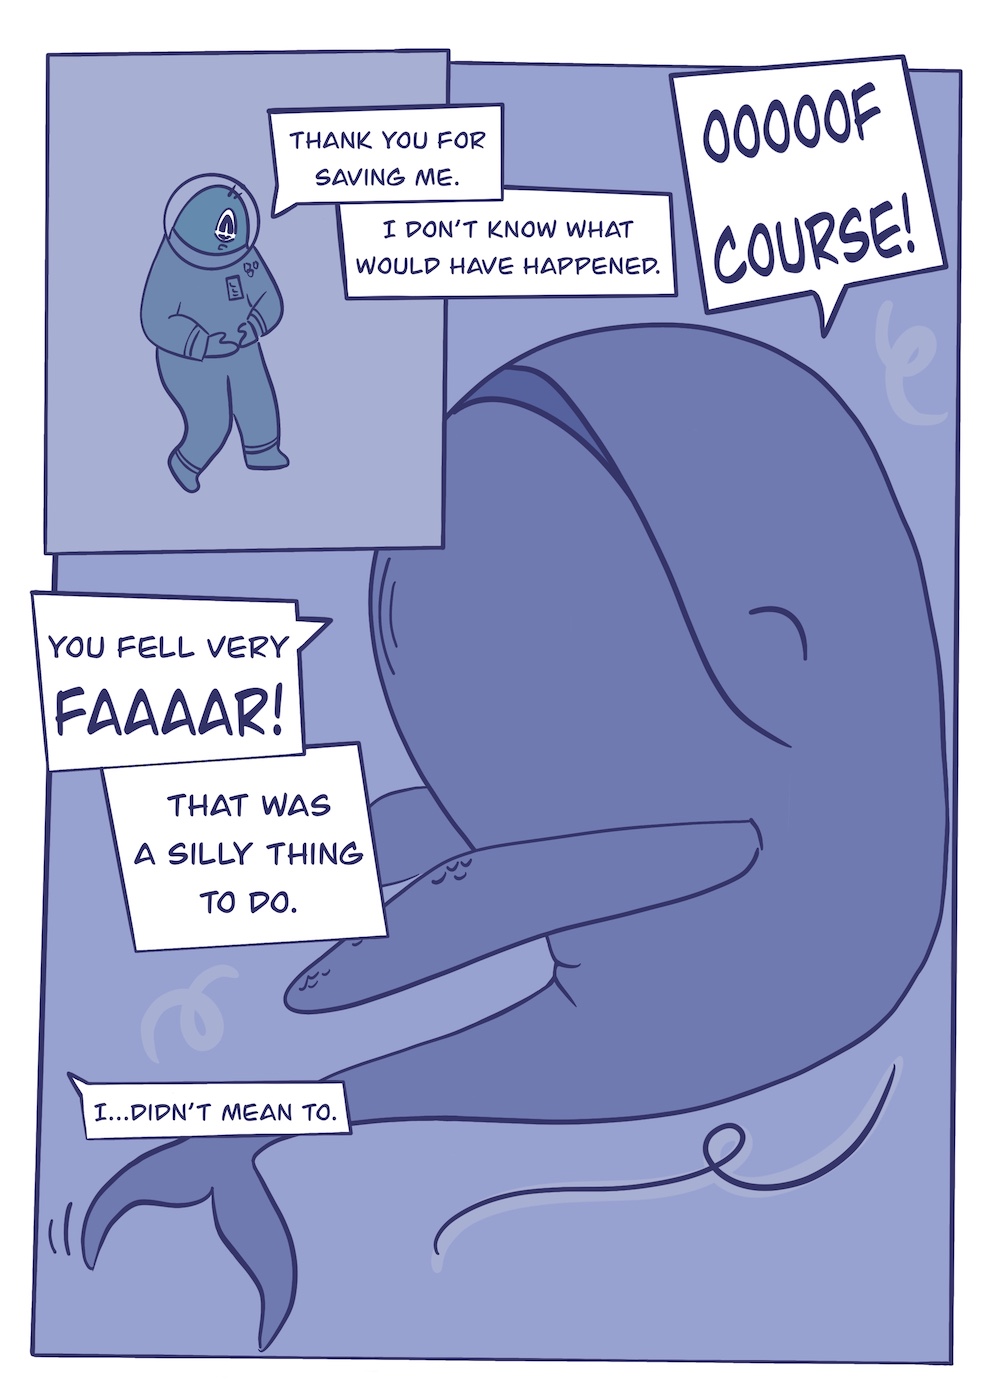 THANK YOU FOR
SAVING ME.
I DON'T KNOW WHAT
WOULD HAVE HAPPENED.
OOOOOF
COURSE!
YOU FELL VERY
FAAAAR!
THAT WAS
A SILLY THING
TO DO.
I...DIDN'T MEAN TO.